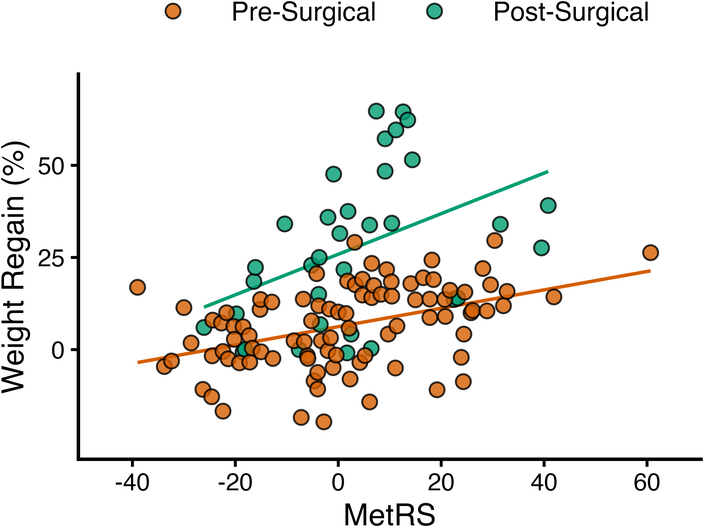 Pre-Surgical Post-Surgical
Weight Regain (%)
50
25
0
-40 -20 0 20 40 60
MetRS